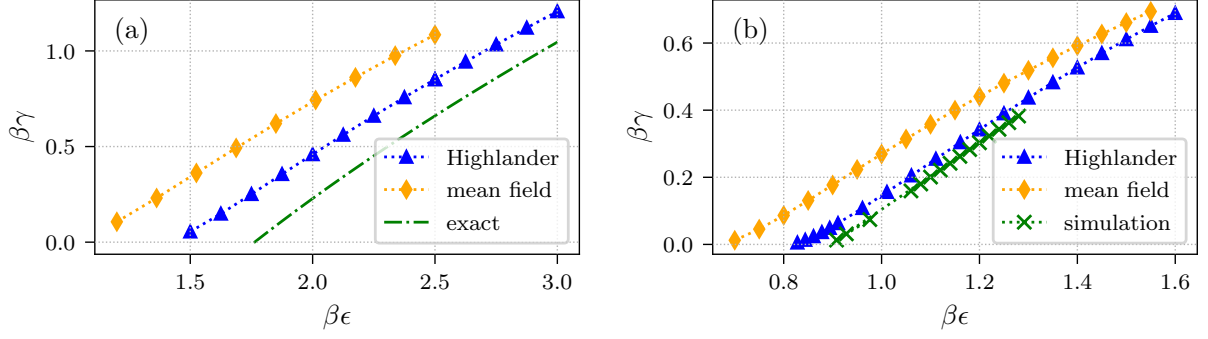 (a)
βγ
1.0
0.5
0.0
1.5 2.0 2.5 3.0
βϵ
Highlander
mean field
exact
(b)
βγ
0.6
0.4
0.2
0.0
0.8 1.0 1.2 1.4 1.6
βϵ
Highlander
mean field
simulation